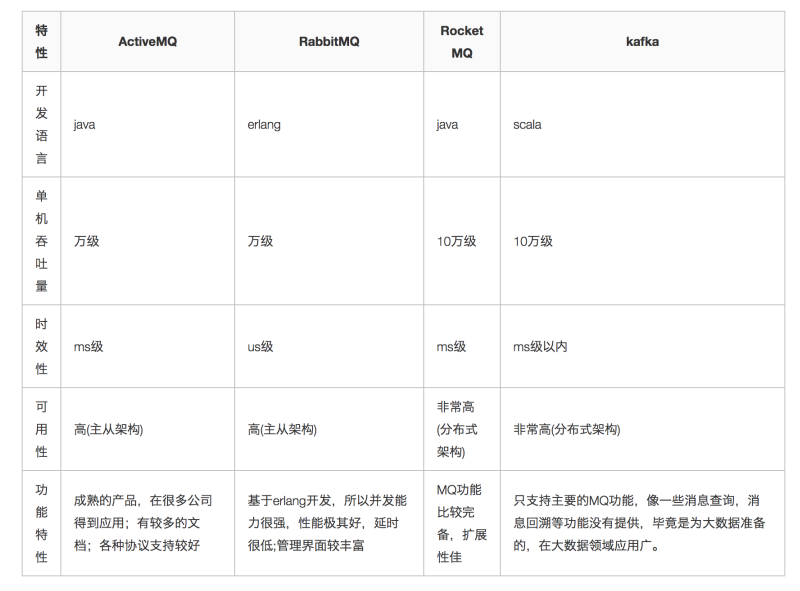 特性
ActiveMQ
RabbitMQ
Rocket
MQ
kafka
开发语言
java
erlang
java
scala
单机吞吐量
万级
万级
10万级
10万级
时效性
ms级
us级
ms级
ms级以内
可用性
高(主从架构)
高(主从架构)
非常高
(分布式
架构)
非常高(分布式架构)
功能特性
成熟的产品，在很多公司
得到应用；有较多的文
档；各种协议支持较好
基于erlang开发，所以并发能
力很强，性能极其好，延时
很低;管理界面较丰富
MQ功能
比较完
备，扩展
性佳
只支持主要的MQ功能，像一些消息查询，消
息回溯等功能没有提供，毕竟是为大数据准备
的，在大数据领域应用广。